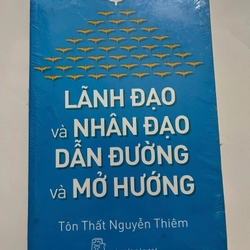 LÃNH ĐẠO
và NHÂN ĐẠO
DẪN ĐƯỜNG
và MỞ HƯỚNG
Tôn Thất Nguyễn Thiêm